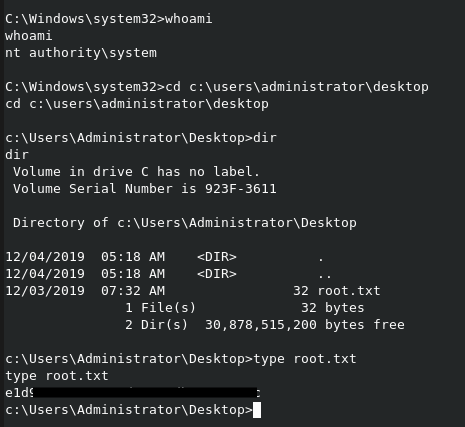 C:\Windows\system32>whoami
whoami
nt authority\system
C:\Windows\system32>cd c:\users\administrator\desktop
cd c:\users\administrator\desktop
c:\Users\Administrator\Desktop>dir
dir
 Volume in drive C has no label.
 Volume Serial Number is 923F-3611
 Directory of c:\Users\Administrator\Desktop
12/04/2019  05:18 AM    <DIR>          .
12/04/2019  05:18 AM    <DIR>          ..
12/03/2019  07:32 AM                32 root.txt
               1 File(s)             32 bytes
               2 Dir(s)  30,878,515,200 bytes free
c:\Users\Administrator\Desktop>type root.txt
type root.txt
e1d9
c:\Users\Administrator\Desktop>